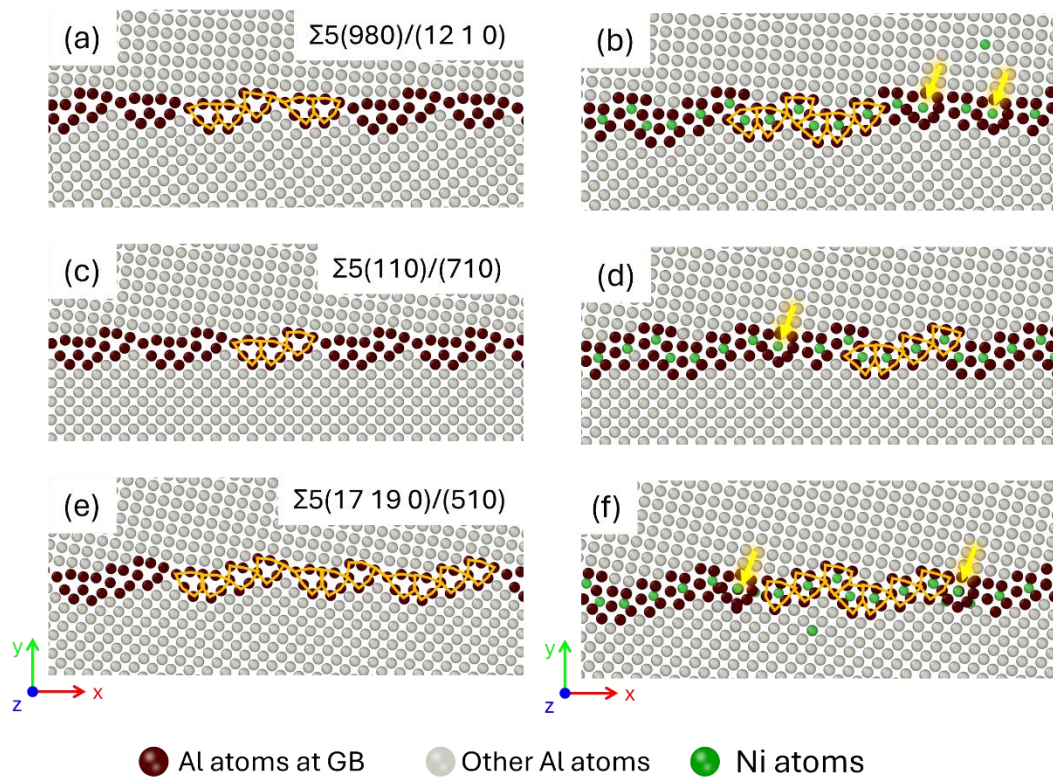 (a) Σ5(980)/(12 1 0) (b)
(c) Σ5(110)/(710) (d)
(e) Σ5(17 19 0)/(510) (f)
y y
z x z x
Al atoms at GB Other Al atoms Ni atoms